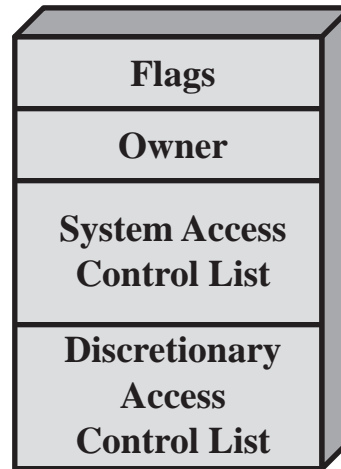 Flags
Owner
System Access
Control List
Discretionary
Access
Control List